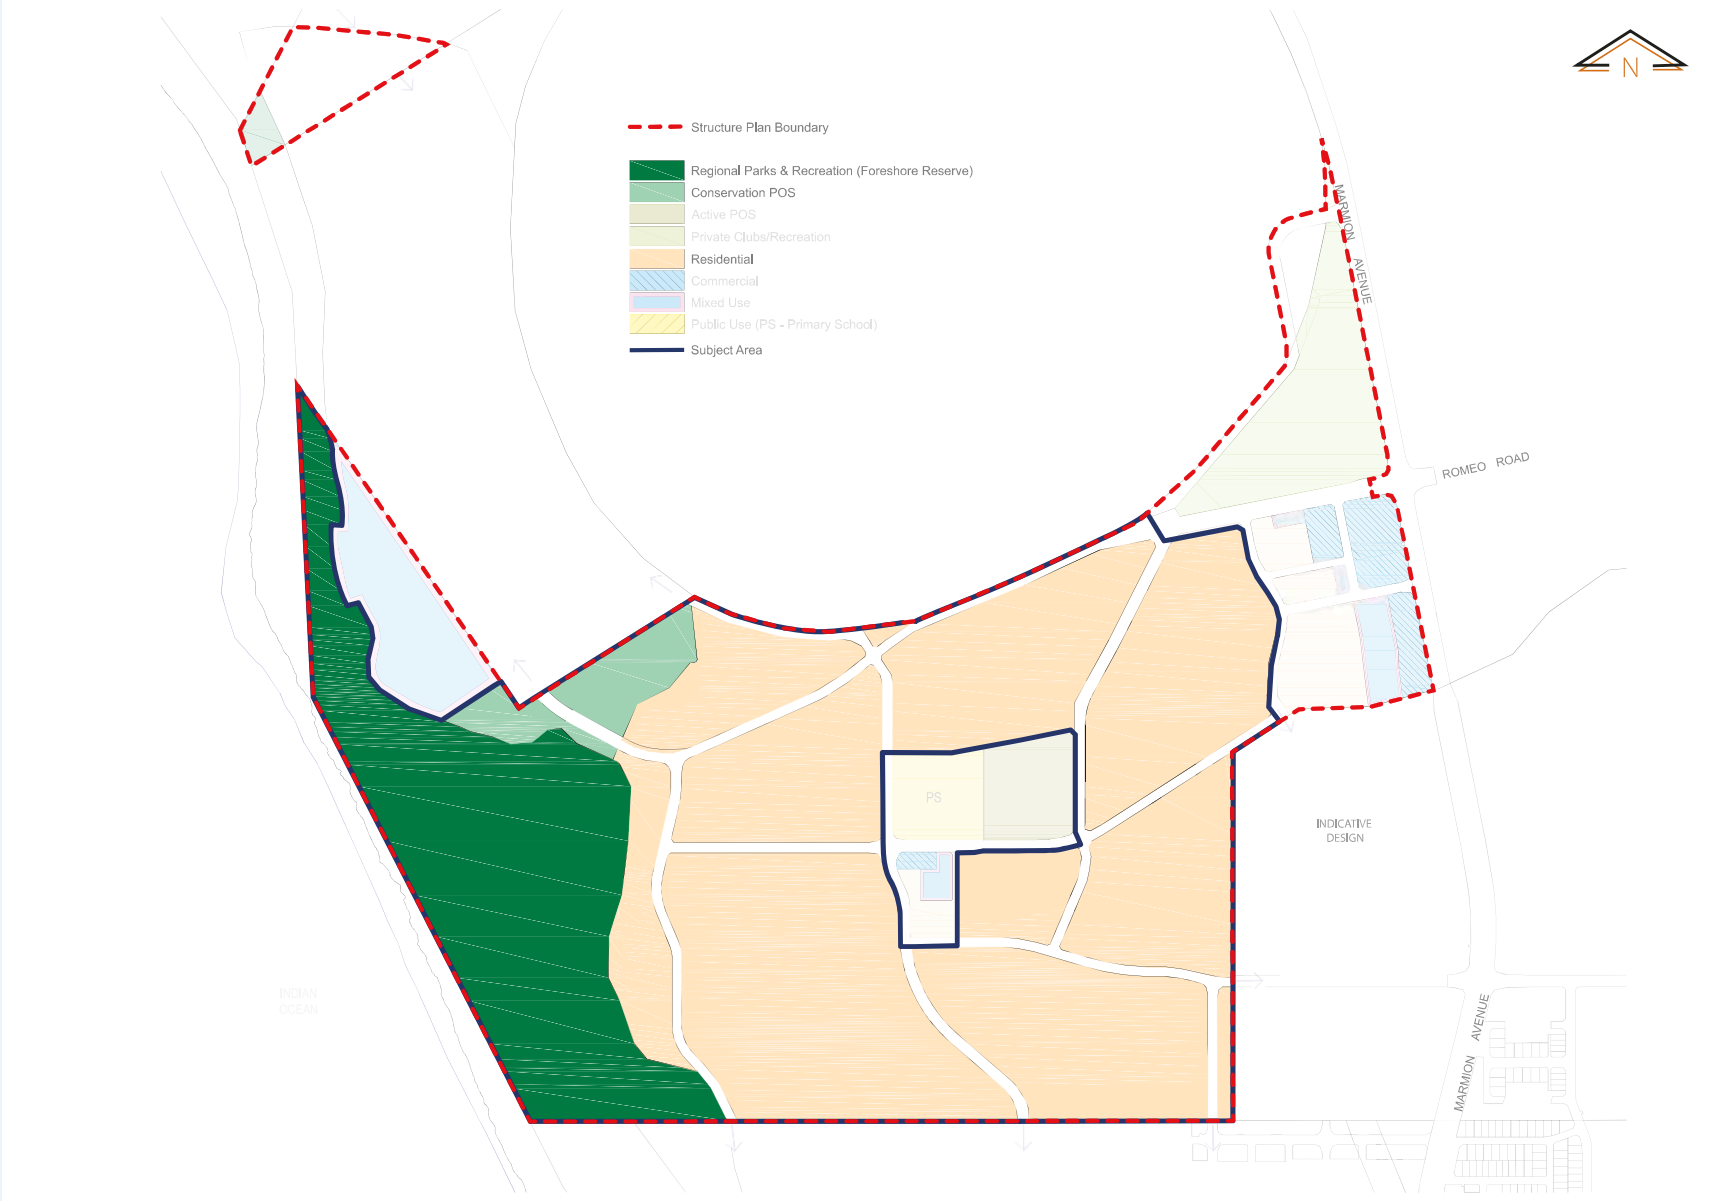 N
Structure Plan Boundary
Regional Parks & Recreation (Foreshore Reserve)
Conservation POS
Active POS
Private Clubs/Recreation
Residential
Commercial
Mixed Use
Public Use (PS - Primary School)
Subject Area
MARMION AVENUE
ROMEO ROAD
PS
INDICATIVE
DESIGN
INDIAN
OCEAN
MARMION AVENUE